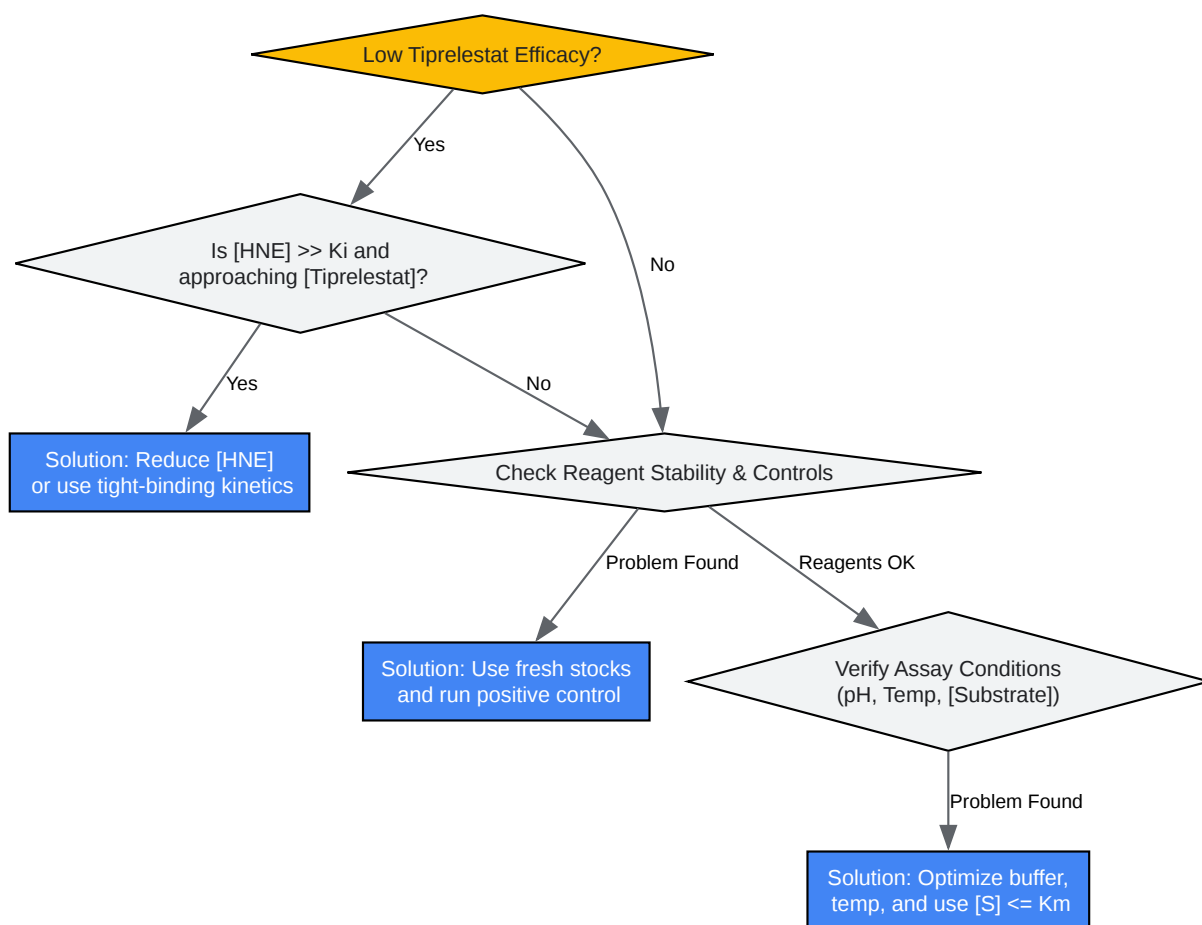 Low Tiprelestat Efficacy?
Yes
Is [HNE] >> Ki and
approaching [Tiprelestat]?
No
Yes
No
Solution: Reduce [HNE]
or use tight-binding kinetics
Check Reagent Stability & Controls
Problem Found
Reagents OK
Solution: Use fresh stocks
and run positive control
Verify Assay Conditions
(pH, Temp, [Substrate])
Problem Found
Solution: Optimize buffer,
temp, and use [S] <= Km